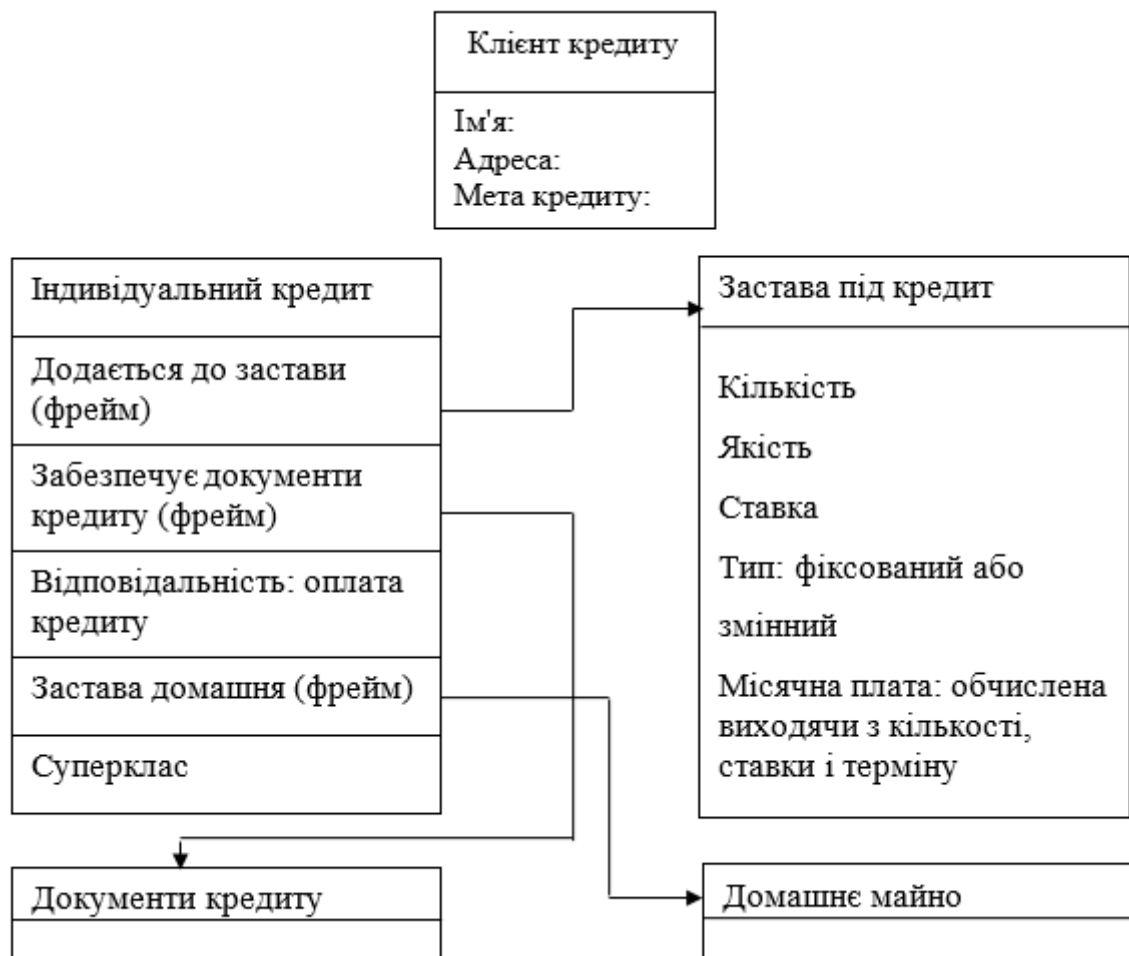 Клієнт кредиту
Ім'я:
Адреса:
Мета кредиту:
Індивідуальний кредит
Додається до застави
(фрейм)
Забезпечує документи
кредиту (фрейм)
Відповідальність: оплата
кредиту
Застава домашня (фрейм)
Суперклас
Застава під кредит
Кількість
Якість
Ставка
Тип: фіксований або
змінний
Місячна плата: обчислена
виходячи з кількості,
ставки і терміну
Документи кредиту
Домашнє майно